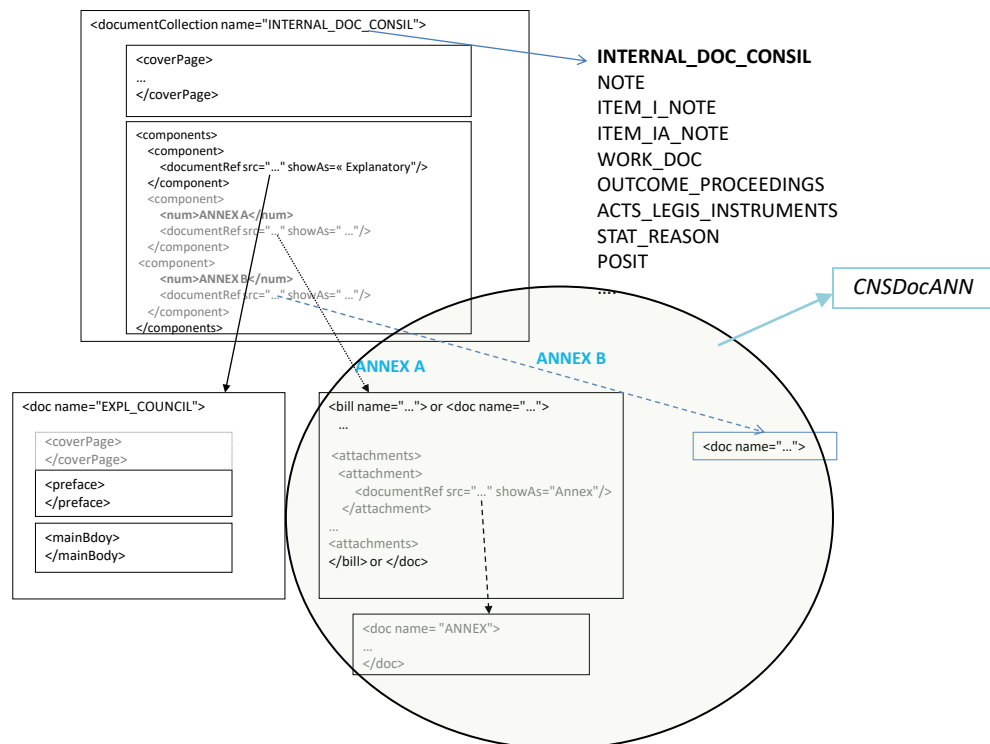 <documentCollection name="INTERNAL_DOC_CONSIL">
<coverPage>
...
</coverPage>
<components>
<component>
<documentRef src="..." showAs=« Explanatory"/>
</component>
<component>
<num>ANNEX A</num>
<documentRef src="..." showAs=" ..."/>
</component>
<component>
<num>ANNEX B</num>
<documentRef src="..." showAs=" ..."/>
</component>
</components>
INTERNAL_DOC_CONSIL
NOTE
ITEM_I_NOTE
ITEM_IA_NOTE
WORK_DOC
OUTCOME_PROCEEDINGS
ACTS_LEGIS_INSTRUMENTS
STAT_REASON
POSIT
....
CNSDocANN
ANNEX A
ANNEX B
<doc name="EXPL_COUNCIL">
<coverPage>
</coverPage>
<preface>
</preface>
<mainBdoy>
</mainBody>
<bill name="..."> or <doc name="...">
...
<attachments>
<attachment>
<documentRef src="..." showAs="Annex"/>
</attachment>
...
<attachments>
</bill> or </doc>
<doc name="...">
<doc name= "ANNEX">
...
</doc>